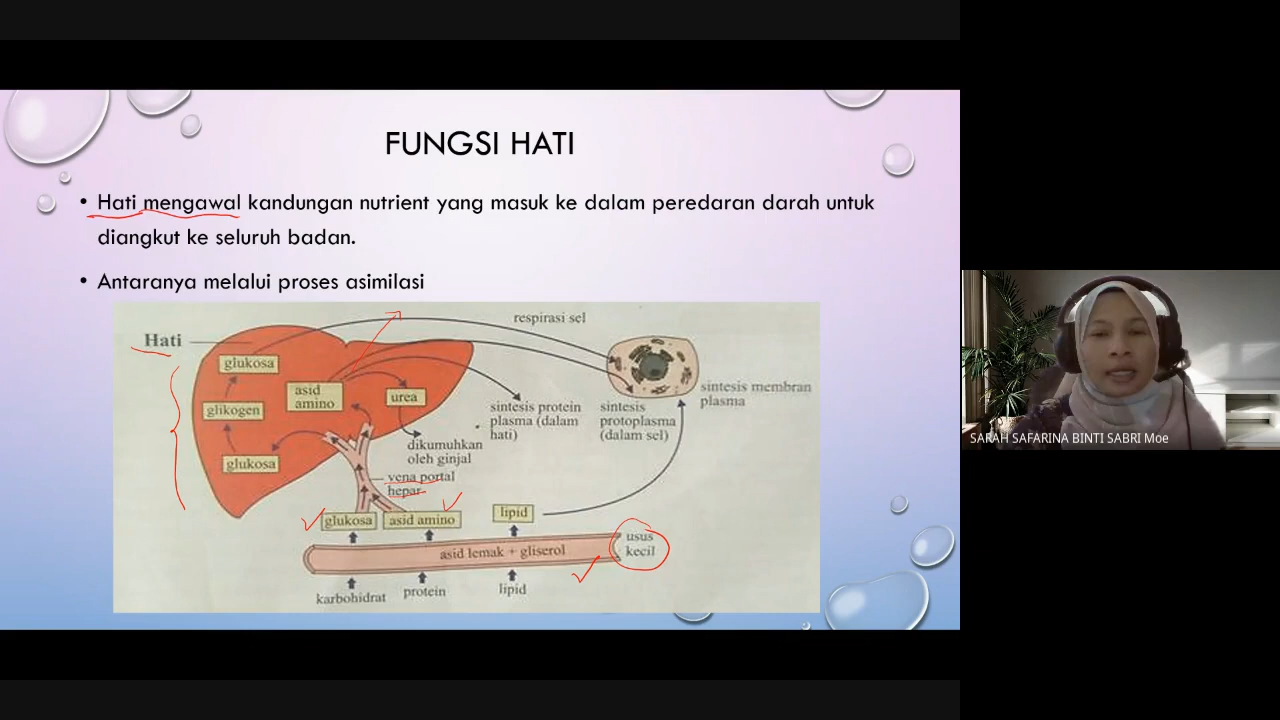 FUNGSI HATI
• Hati mengawal kandungan nutrient yang masuk ke dalam peredaran darah untuk
diangkut ke seluruh badan.
• Antaranya melalui proses asimilasi
respirasi sel
Hati
glukosa
asid
amino
urea
glikogen
glukosa
sintesis protein
plasma (dalam
hati)
sintesis
protoplasma
(dalam sel)
sintesis membran
plasma
dikumuhkan
oleh ginjal
vena portal
hepar
glukosa
asid amino
lipid
usus
kecil
asid lemak + gliserol
karbohidrat
protein
lipid
SARAH SAFARINA BINTI SABRI Moe